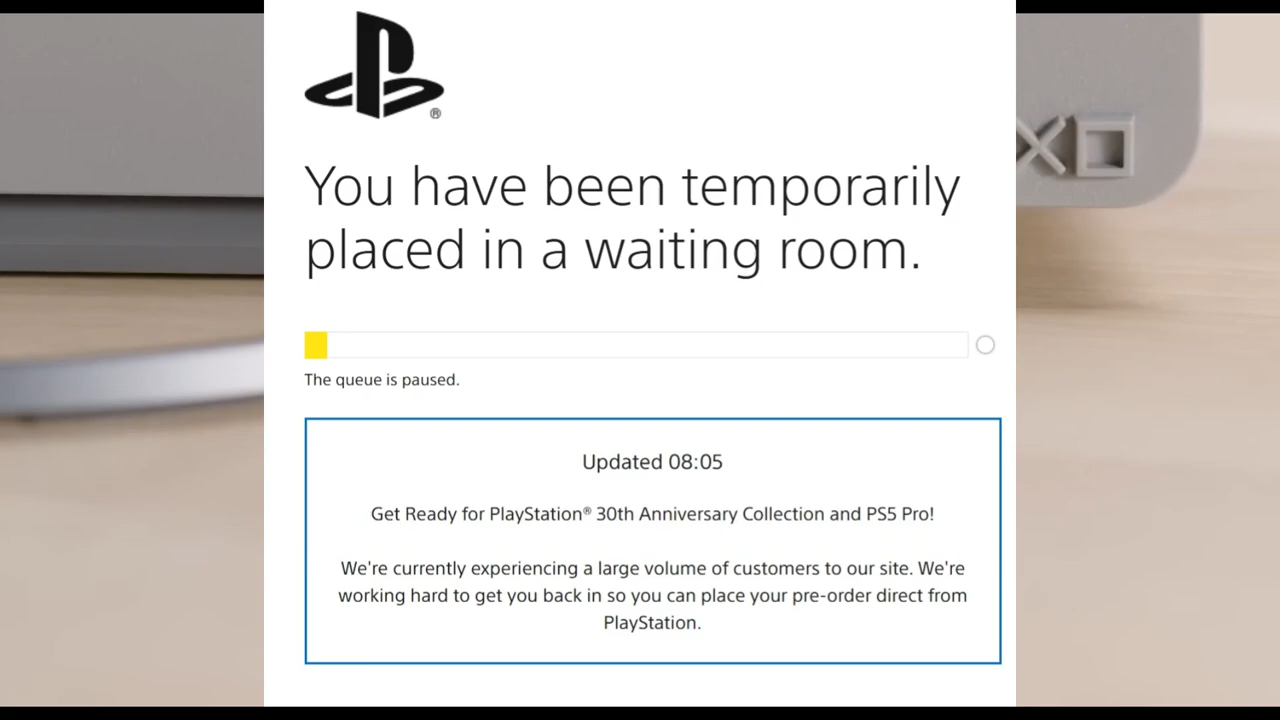 ®
You have been temporarily
placed in a waiting room.
The queue is paused.
Updated 08:05
Get Ready for PlayStation® 30th Anniversary Collection and PS5 Pro!
We're currently experiencing a large volume of customers to our site. We're
working hard to get you back in so you can place your pre-order direct from
PlayStation.